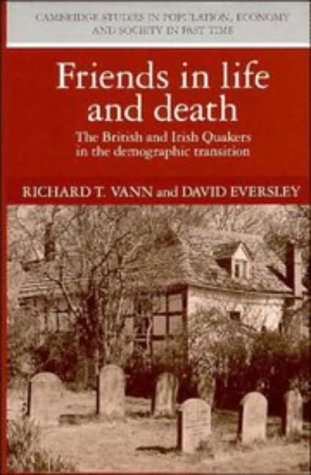 CAMBRIDGE STUDIES IN POPULATION, ECONOMY
AND SOCIETY IN PAST TIME
Friends in life
and death
The British and Irish Quakers
in the demographic transition
RICHARD T. VANN and DAVID EVERSLEY